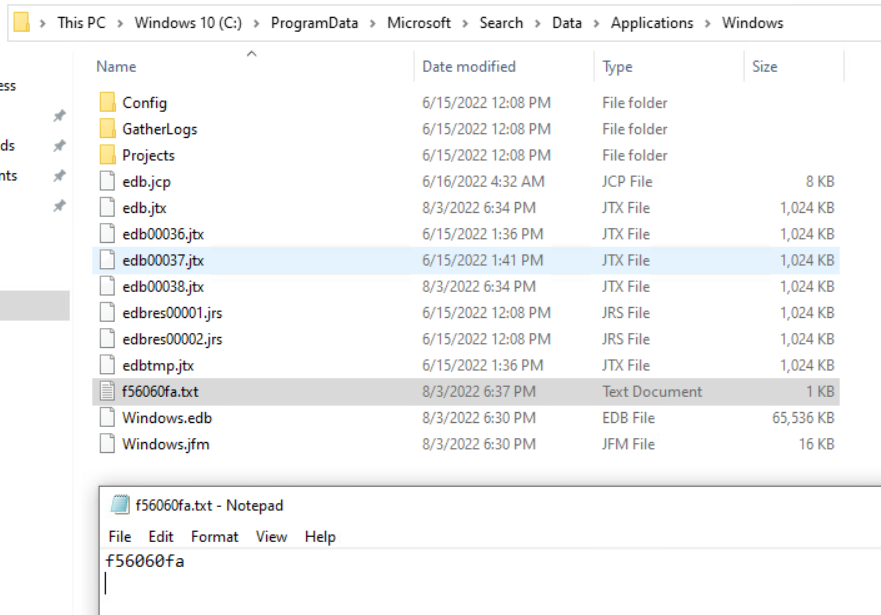 This PC > Windows 10 (C:) > ProgramData > Microsoft > Search > Data > Applications > Windows
Name Date modified Type Size
ess
ds
nts
Config 6/15/2022 12:08 PM File folder
GatherLogs 6/15/2022 12:08 PM File folder
Projects 6/15/2022 12:08 PM File folder
edb.jcp 6/16/2022 4:32 AM JCP File 8 KB
edb.jtx 8/3/2022 6:34 PM JTX File 1,024 KB
edb00036.jtx 6/15/2022 1:36 PM JTX File 1,024 KB
edb00037.jtx 6/15/2022 1:41 PM JTX File 1,024 KB
edb00038.jtx 8/3/2022 6:34 PM JTX File 1,024 KB
edbres00001.jrs 6/15/2022 12:08 PM JRS File 1,024 KB
edbres00002.jrs 6/15/2022 12:08 PM JRS File 1,024 KB
edbtmp.jtx 6/15/2022 1:36 PM JTX File 1,024 KB
f56060fa.txt 8/3/2022 6:37 PM Text Document 1 KB
Windows.edb 8/3/2022 6:30 PM EDB File 65,536 KB
Windows.jfm 8/3/2022 6:30 PM JFM File 16 KB
f56060fa.txt - Notepad
File Edit Format View Help
f56060fa